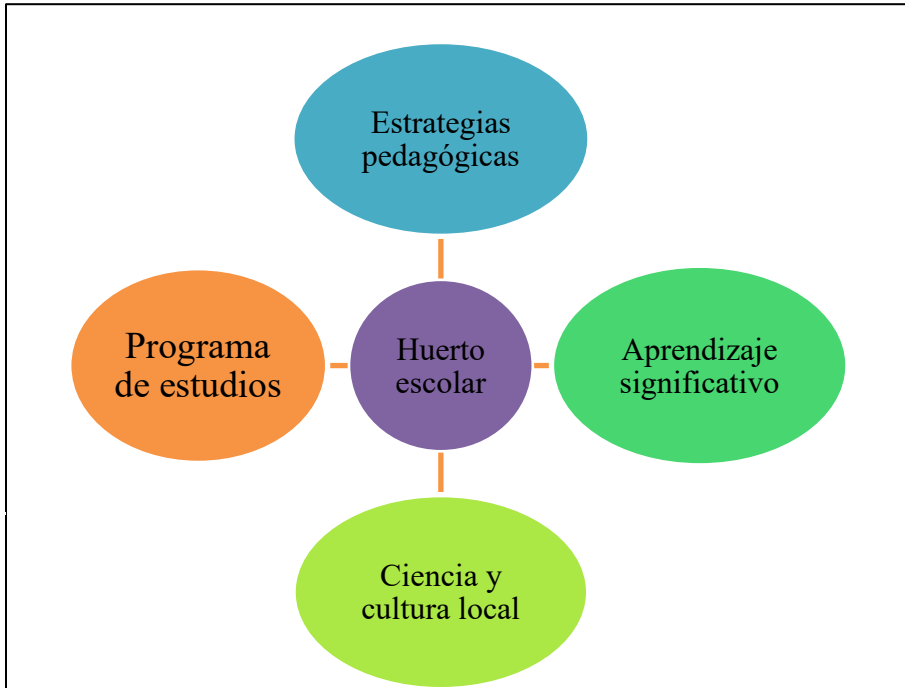 Estrategias
pedagógicas
Programa
de estudios
Huerto
escolar
Aprendizaje
significativo
Ciencia y
cultura local